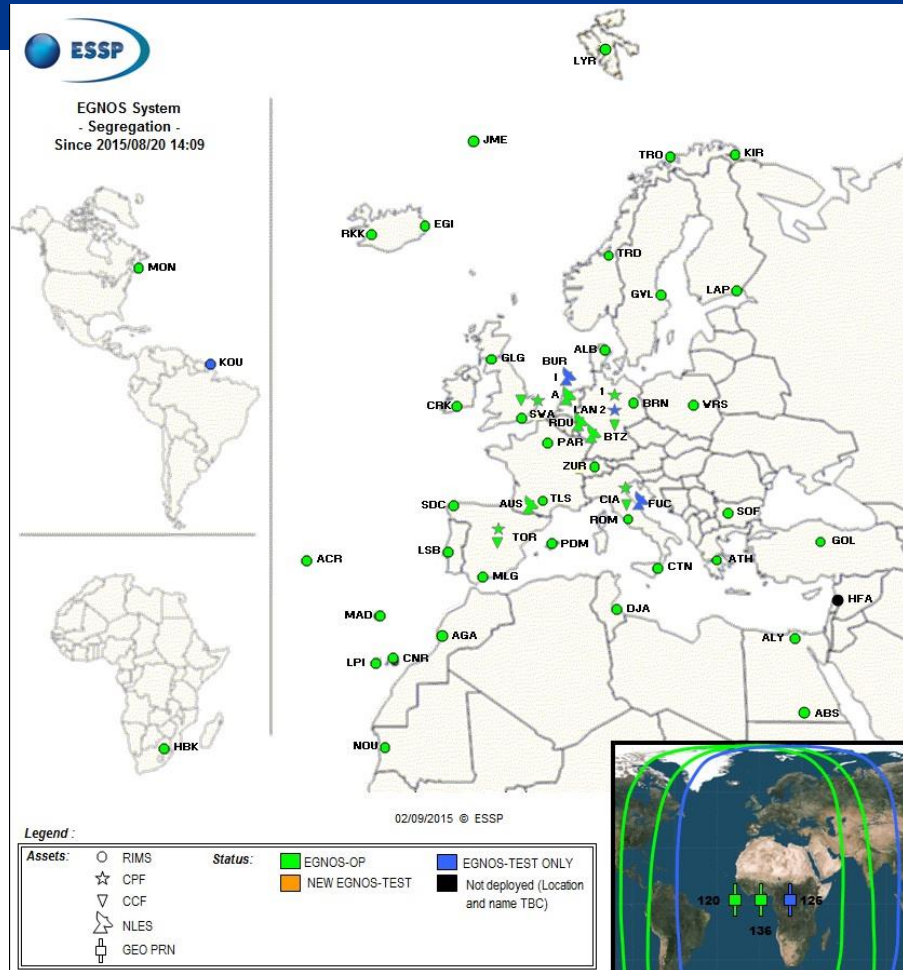 ESSP
EGNOS System
- Segregation -
Since 2015/08/20 14:09
LYR
JME
TRO
KIR
RKK
EGI
MON
TRD
GVL
LAP
KOU
GLG
ALB
BUR
I
A
1
LAN 2
BRN
WRS
CRK
SWA
RDU
BTZ
PAR
ZUR
SDC
AUS
TLS
CIA
FUC
ROM
SOF
LSB
TOR
PDM
GOL
ACR
MLG
CTN
ATH
MAD
DJA
HFA
AGA
ALY
LPI
CNR
ABS
HBK
NOU
02/09/2015 © ESSP
120
126
136
Legend :
Assets:
RIMS
CPF
CCF
NLES
GEO PRN
Status:
EGNOS-OP
EGNOS-TEST ONLY
NEW EGNOS-TEST
Not deployed (Location
and name TBC)